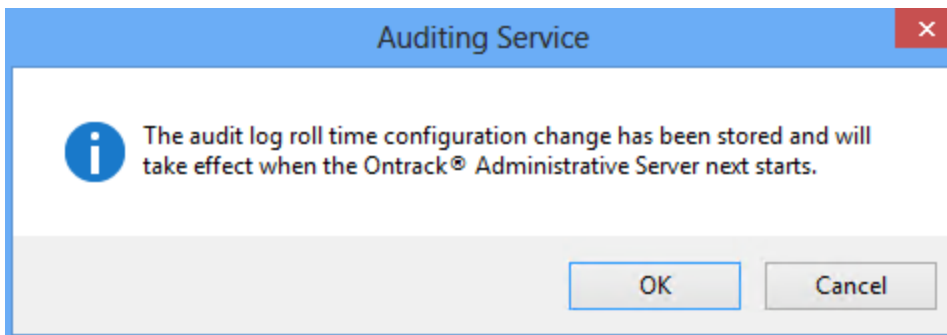 Auditing Service
The audit log roll time configuration change has been stored and will
take effect when the Ontrack® Administrative Server next starts.
OK
Cancel